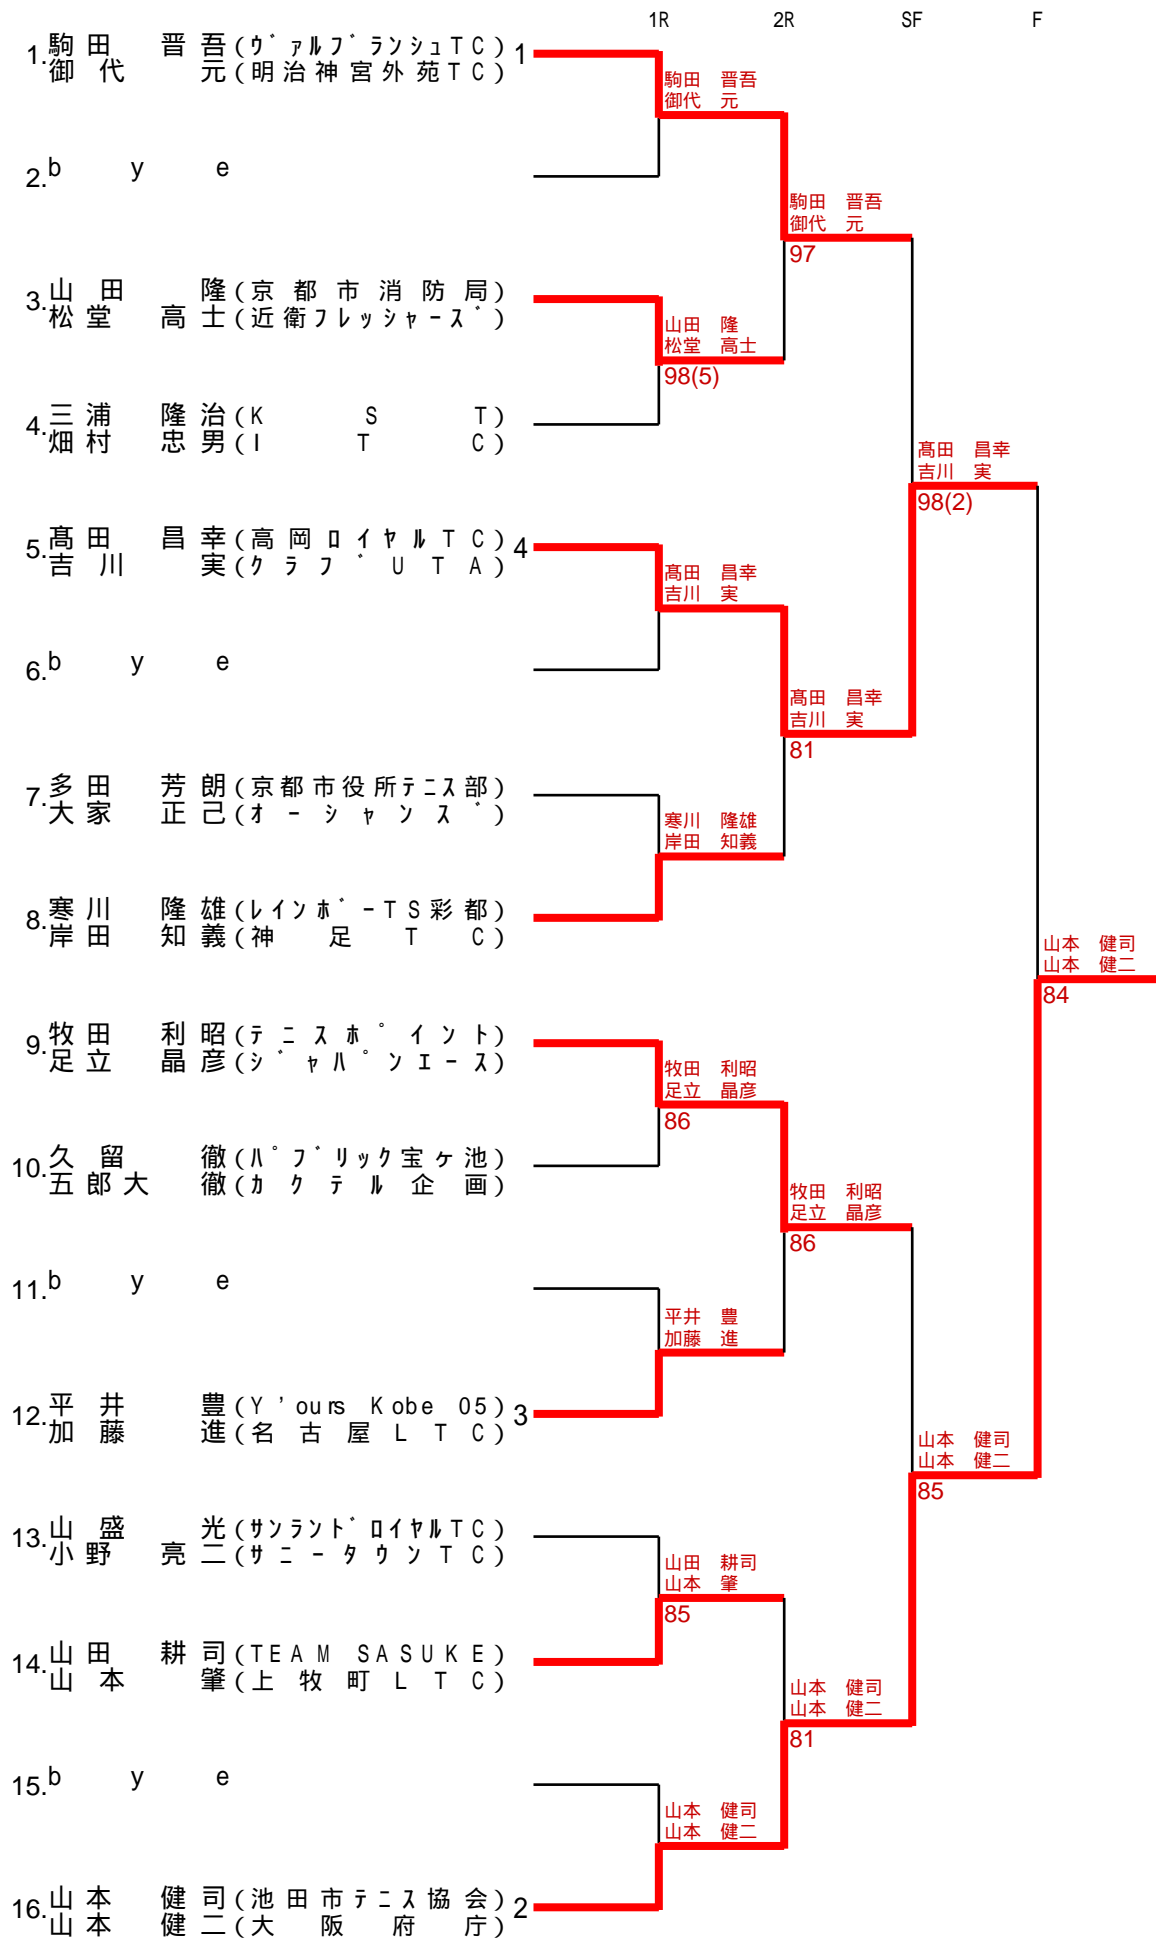 1R 2R SF F
1. 駒田 晋吾(ヴァルブランシュTC) 1
御代 元(明治神宮外苑TC)
駒田 晋吾
御代 元
2. bye
駒田 晋吾
御代 元
97
3. 山田 隆(京都市消防局)
松堂 高士(近衛フレッシャーズ)
山田 隆
松堂 高士
98(5)
4. 三浦 隆治(KST)
畑村 忠男(ITC)
髙田 昌幸
吉川 実
98(2)
5. 髙田 昌幸(高岡ロイヤルTC) 4
吉川 実(クラブUTA)
髙田 昌幸
吉川 実
6. bye
髙田 昌幸
吉川 実
81
7. 多田 芳朗(京都市役所テニス部)
大家 正己(オーシャンズ)
寒川 隆雄
岸田 知義
8. 寒川 隆雄(レインボーTS彩都)
岸田 知義(神足TC)
山本 健司
山本 健二
84
9. 牧田 利昭(テニスポイント)
足立 晶彦(ジャパンエース)
牧田 利昭
足立 晶彦
86
10. 久留 徹(パブリック宝ヶ池)
五郎大 徹(カクテル企画)
牧田 利昭
足立 晶彦
86
11. bye
平井 豊
加藤 進
12. 平井 豊(Y'ours Kobe 05) 3
加藤 進(名古屋LTC)
山本 健司
山本 健二
85
13. 山盛 光(サンランドロイヤルTC)
小野 亮二(サニータウンTC)
山田 耕司
山本 肇
85
14. 山田 耕司(TEAM SASUKE)
山本 肇(上牧町LTC)
山本 健司
山本 健二
81
15. bye
山本 健司
山本 健二
16. 山本 健司(池田市テニス協会) 2
山本 健二(大阪府庁)